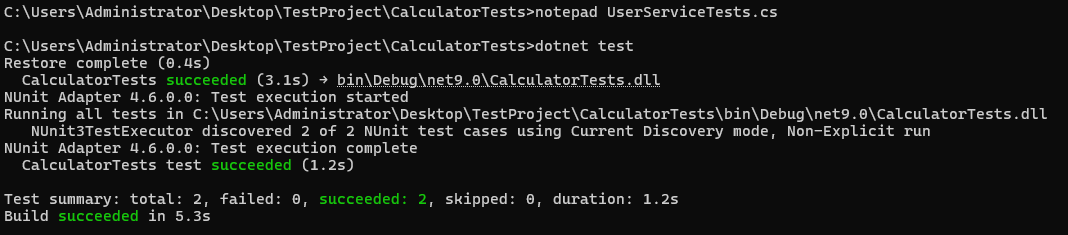 C:\Users\Administrator\Desktop\TestProject\CalculatorTests>notepad UserServiceTests.cs
C:\Users\Administrator\Desktop\TestProject\CalculatorTests>dotnet test
Restore complete (0.4s)
  CalculatorTests succeeded (3.1s) → bin\Debug\net9.0\CalculatorTests.dll
NUnit Adapter 4.6.0.0: Test execution started
Running all tests in C:\Users\Administrator\Desktop\TestProject\CalculatorTests\bin\Debug\net9.0\CalculatorTests.dll
   NUnit3TestExecutor discovered 2 of 2 NUnit test cases using Current Discovery mode, Non-Explicit run
NUnit Adapter 4.6.0.0: Test execution complete
  CalculatorTests test succeeded (1.2s)
Test summary: total: 2, failed: 0, succeeded: 2, skipped: 0, duration: 1.2s
Build succeeded in 5.3s